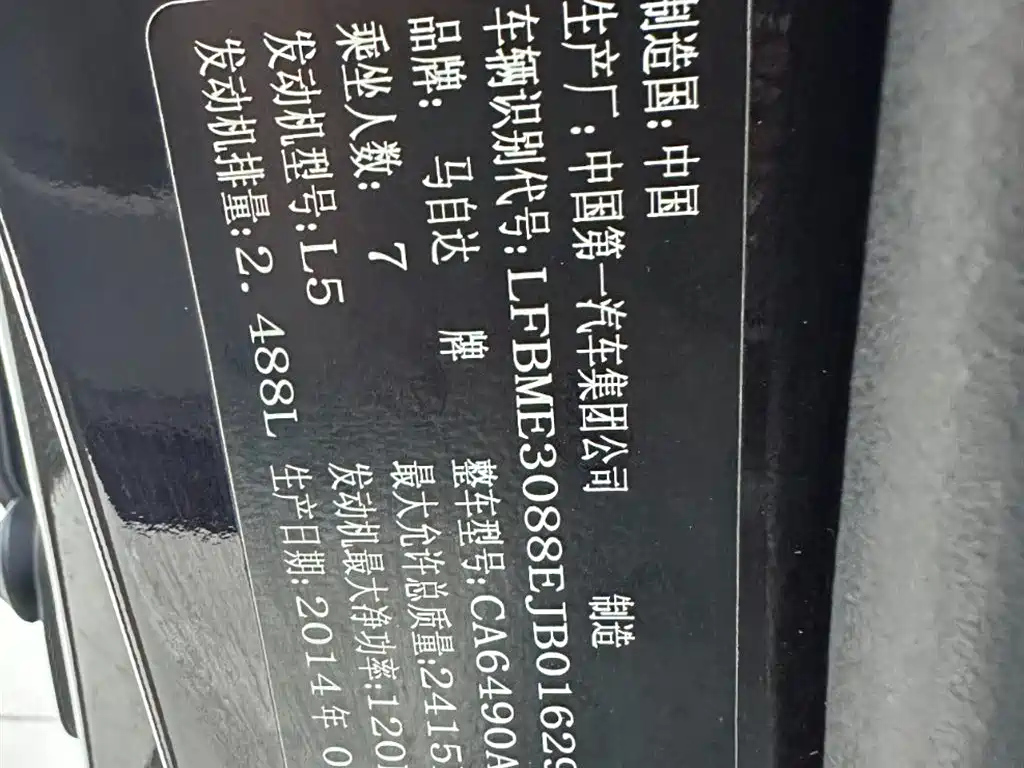 制造国: 中国
生产厂: 中国第一汽车集团公司 制造
车辆识别代号: LFBME3088EJB01629
品牌: 马自达 牌 整车型号: CA6490A
乘坐人数: 7 最大允许总质量: 2415
发动机型号: L5 发动机最大净功率: 120
发动机排量: 2.488L 生产日期: 2014年0